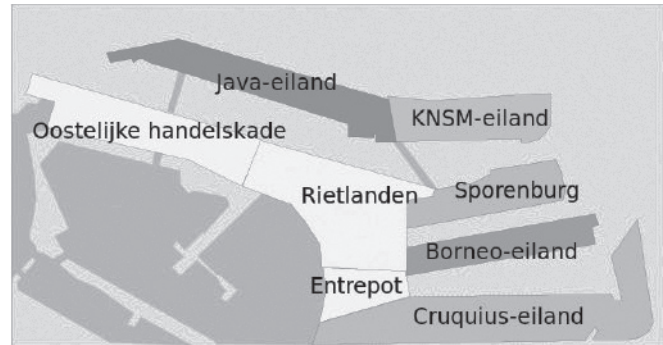 Java-eiland
KNSM-eiland
Oostelijke handelskade
Rietlanden
Sporenburg
Borneo-eiland
Entrepot
Cruquius-eiland